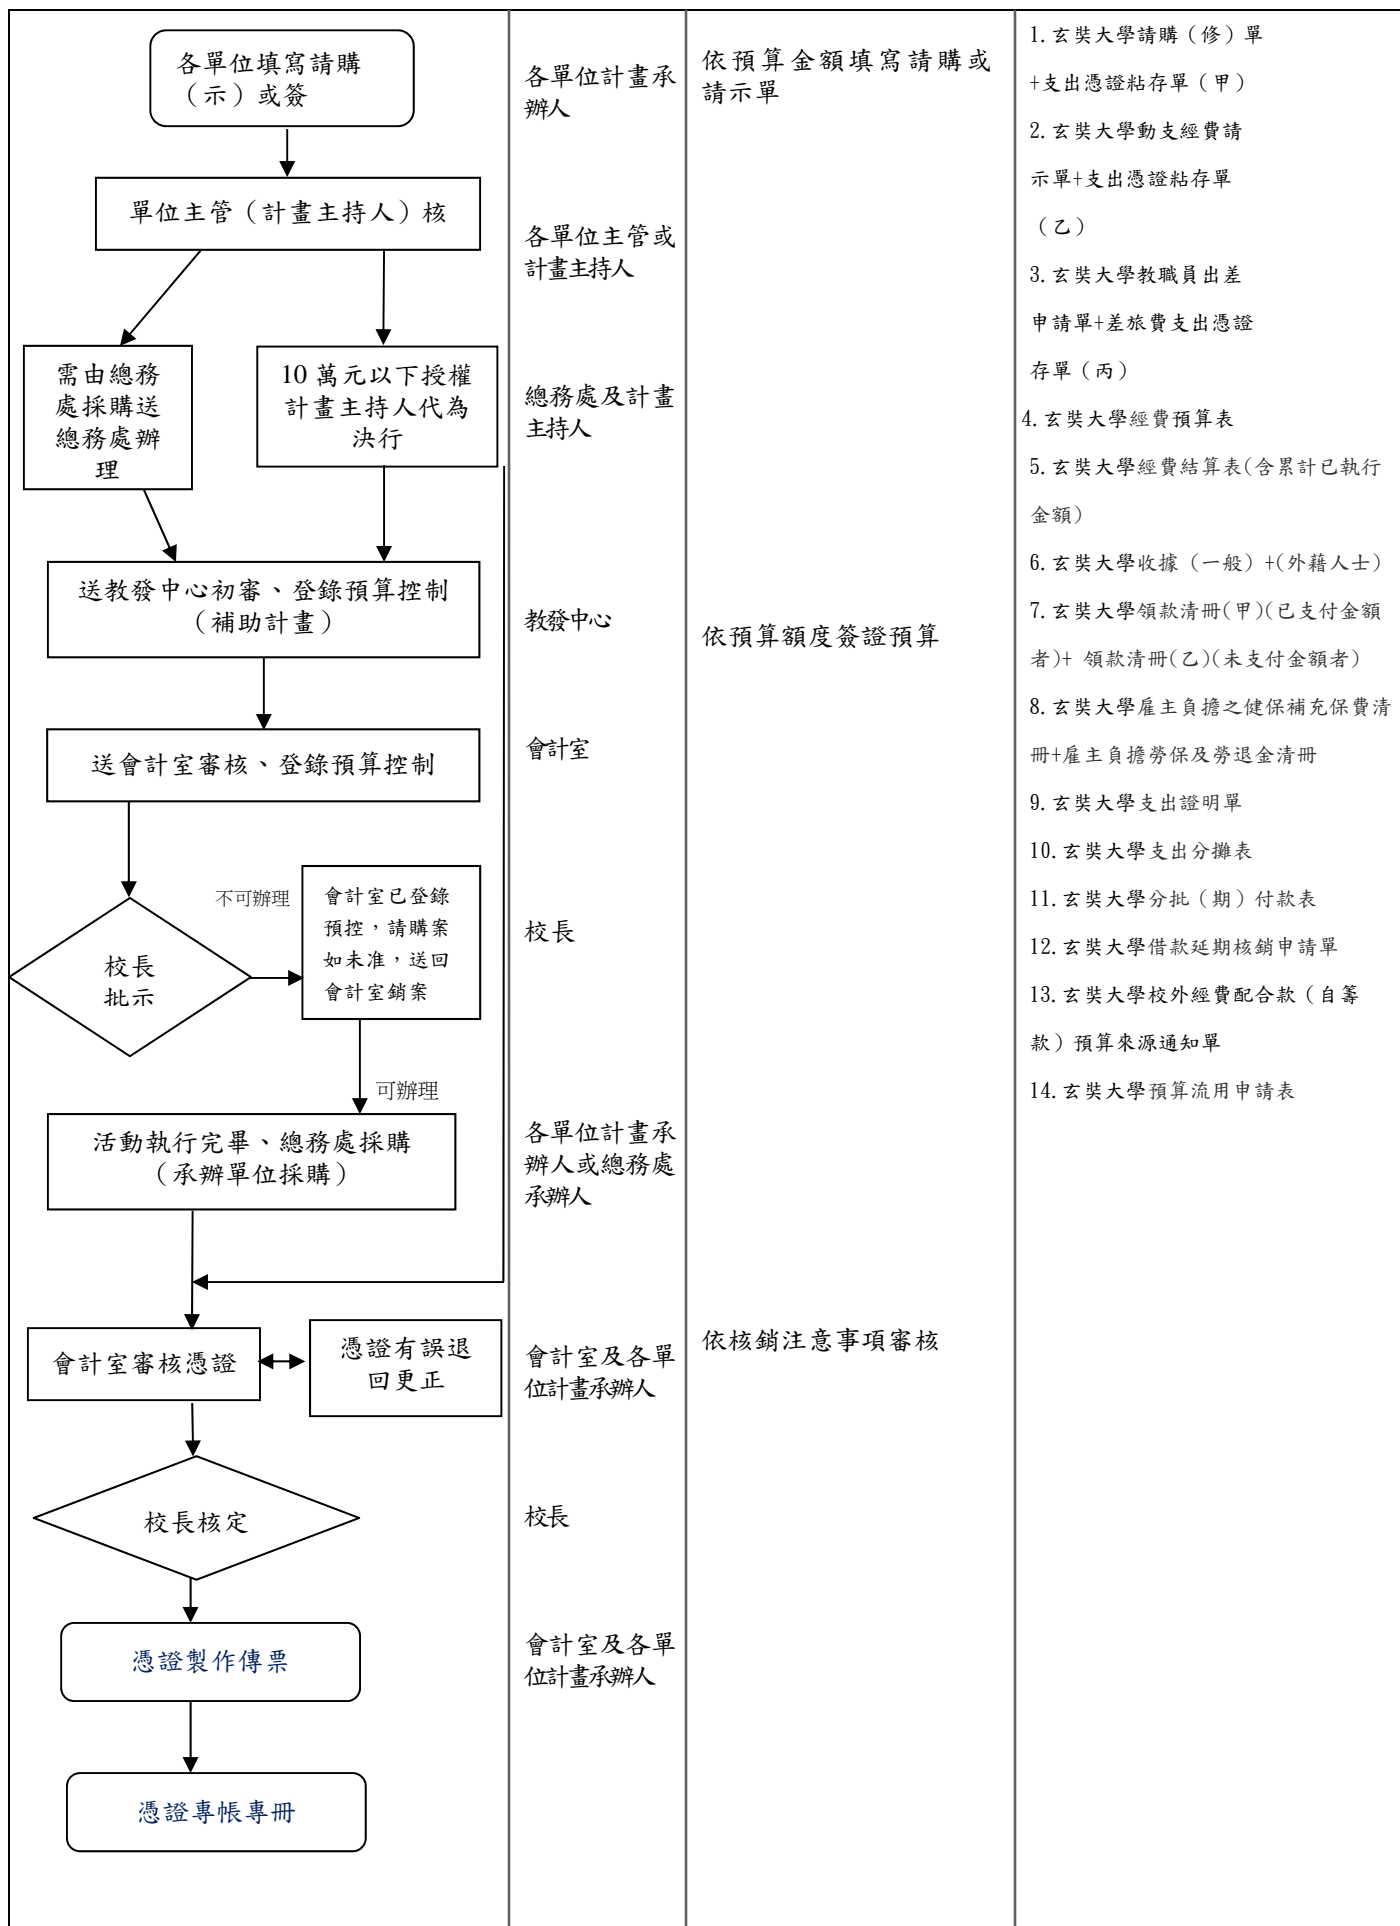 各單位填寫請購
（示）或簽
單位主管（計畫主持人）核
需由總務
處採購送
總務處辦
理
10 萬元以下授權
計畫主持人代為
決行
送教發中心初審、登錄預算控制
（補助計畫）
送會計室審核、登錄預算控制
校長
批示
不可辦理
會計室已登錄
預控，請購案
如未准，送回
會計室銷案
可辦理
活動執行完畢、總務處採購
（承辦單位採購）
會計室審核憑證
憑證有誤退
回更正
校長核定
憑證製作傳票
憑證專帳專冊
各單位計畫承
辦人
各單位主管或
計畫主持人
總務處及計畫
主持人
教發中心
會計室
校長
各單位計畫承
辦人或總務處
承辦人
會計室及各單
位計畫承辦人
校長
會計室及各單
位計畫承辦人
依預算金額填寫請購或
請示單
依預算額度簽證預算
依核銷注意事項審核
1.玄奘大學請購（修）單
+支出憑證粘存單（甲）
2.玄奘大學動支經費請
示單+支出憑證粘存單
（乙）
3.玄奘大學教職員出差
申請單+差旅費支出憑證
存單（丙）
4.玄奘大學經費預算表
5.玄奘大學經費結算表(含累計已執行
金額)
6.玄奘大學收據（一般）+(外藉人士)
7.玄奘大學領款清冊(甲)(已支付金額
者)+ 領款清冊(乙)(未支付金額者)
8.玄奘大學雇主負擔之健保補充保費清
冊+雇主負擔勞保及勞退金清冊
9.玄奘大學支出證明單
10.玄奘大學支出分攤表
11.玄奘大學分批（期）付款表
12.玄奘大學借款延期核銷申請單
13.玄奘大學校外經費配合款（自籌
款）預算來源通知單
14.玄奘大學預算流用申請表